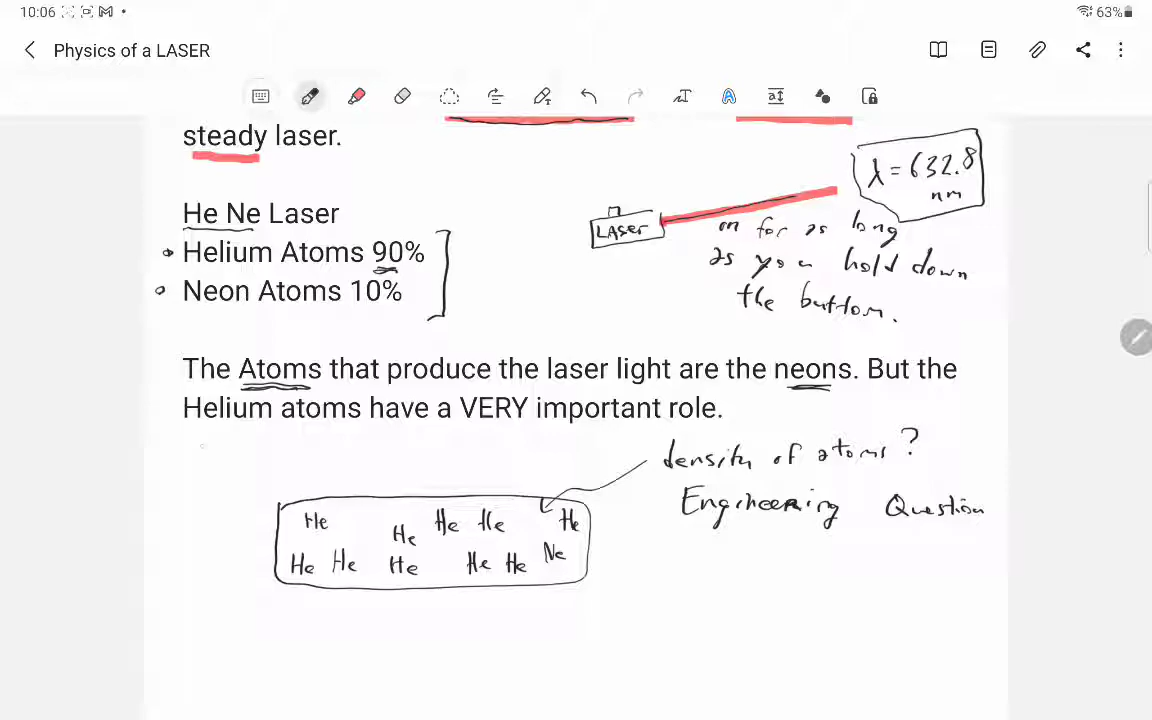 10:06
63%
Physics of a LASER
steady laser.
λ = 632.8
nm
He Ne Laser
LASER
on for as long
as you hold down
the button.
• Helium Atoms 90%
• Neon Atoms 10%
The Atoms that produce the laser light are the neons. But the
Helium atoms have a VERY important role.
density of atoms?
Engineering Question
He He He He He
He He He He He Ne